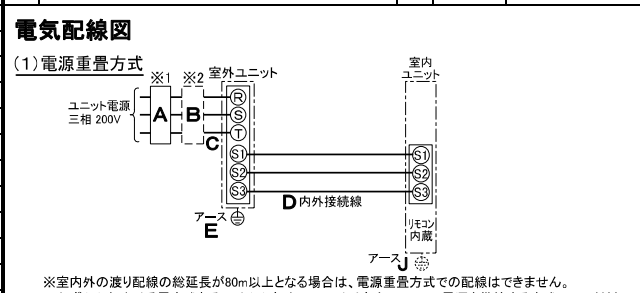 電気配線図
(1)電源重畳方式
※1
※2
室外ユニット
室内
ユニット
ユニット電源
三相 200V
A
B
C
R
S
T
S1
S2
S3
S1
S2
S3
D 内外接続線
アース
E
リモコン
内蔵
アース J
※室内外の渡り配線の総延長が80m以上となる場合は、電源重畳方式での配線はできません。